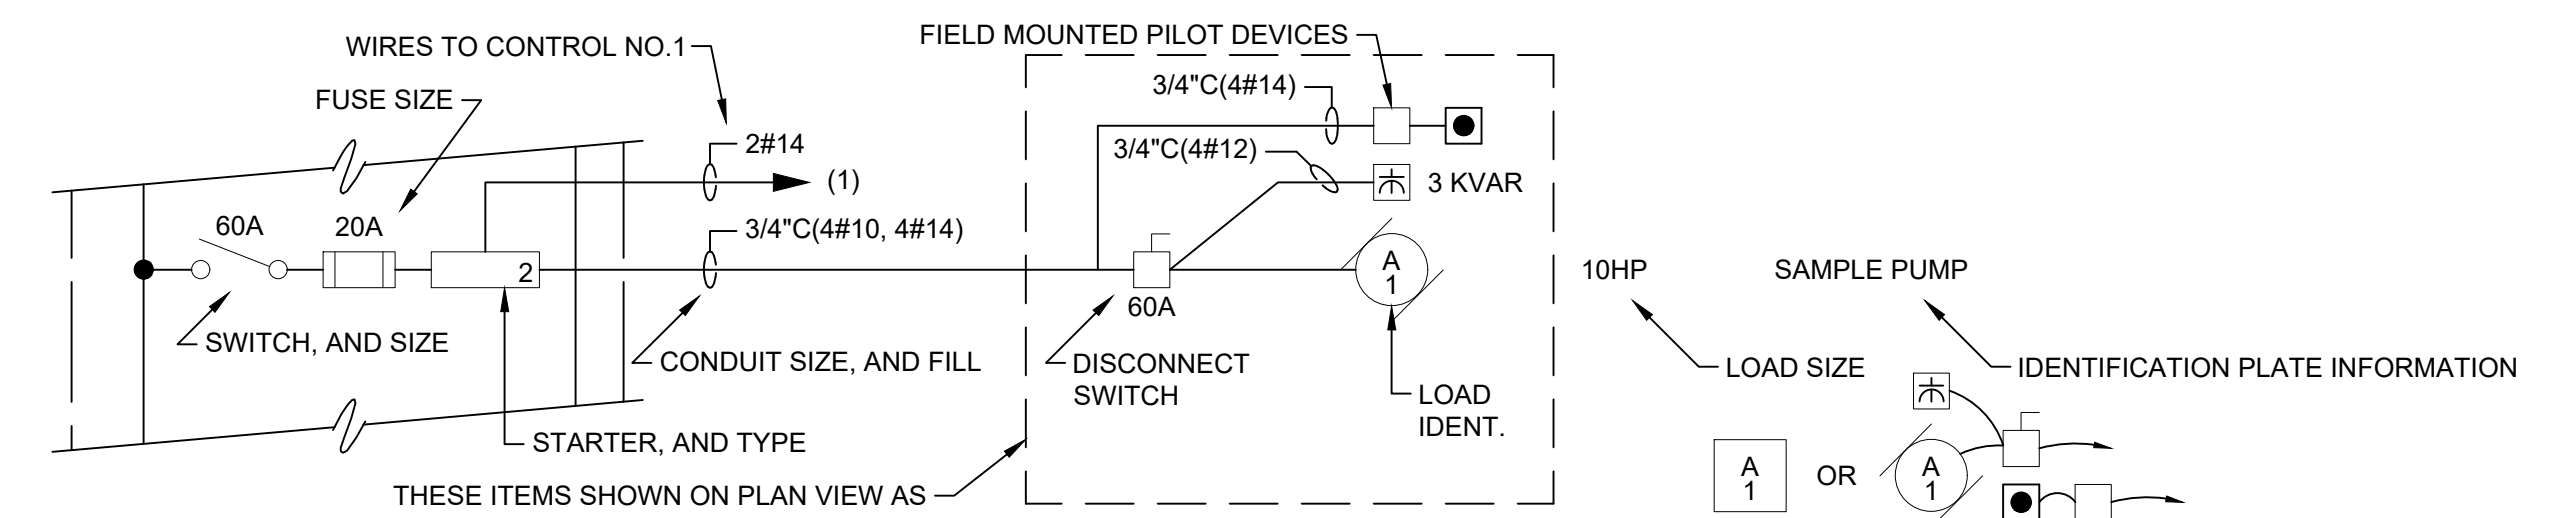 FIELD MOUNTED PILOT DEVICES
WIRES TO CONTROL NO.1
3/4"C(4#14)
FUSE SIZE
2#14
3/4"C(4#12)
(1)
3 KVAR
60A
20A
3/4"C(4#10, 4#14)
2
A
1
60A
10HP
SAMPLE PUMP
SWITCH, AND SIZE
CONDUIT SIZE, AND FILL
DISCONNECT
SWITCH
LOAD
IDENT.
LOAD SIZE
IDENTIFICATION PLATE INFORMATION
STARTER, AND TYPE
THESE ITEMS SHOWN ON PLAN VIEW AS
A
1
OR
A
1